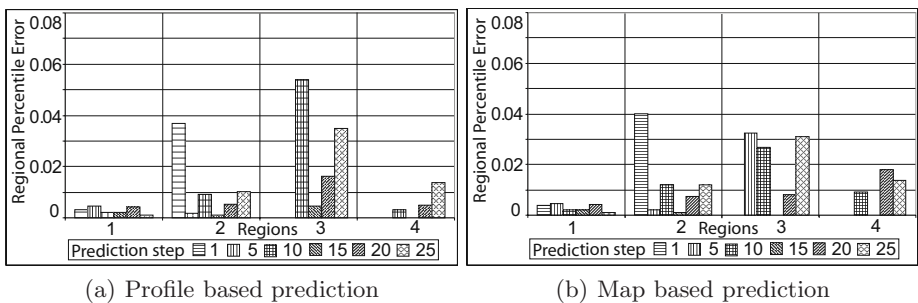 Regional Percentile Error
0.08
0.06
0.04
0.02
0
1 2 3 4
Regions
Prediction step 1 5 10 15 20 25
(a) Profile based prediction
Regional Percentile Error
0.08
0.06
0.04
0.02
0
1 2 3 4
Regions
Prediction step 1 5 10 15 20 25
(b) Map based prediction